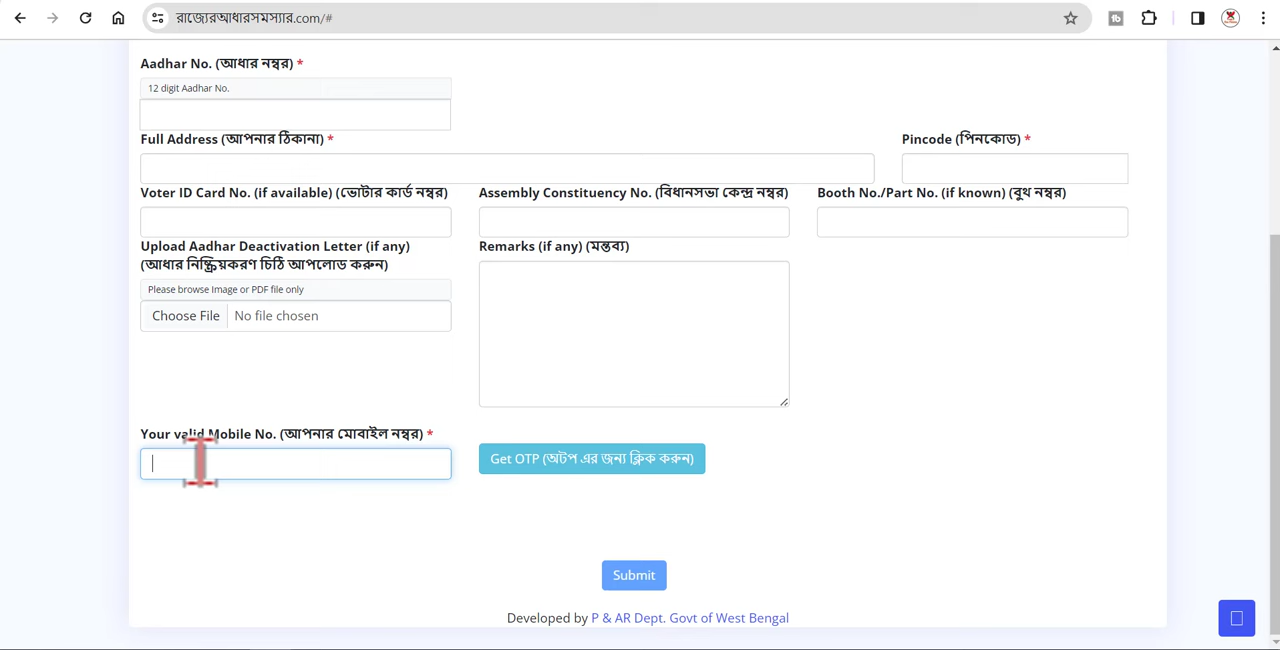 রাজ্যেরআধারসমস্যার.com/#
Aadhar No. (আধার নম্বর) *
12 digit Aadhar No.
Full Address (আপনার ঠিকানা) *
Pincode (পিনকোড) *
Voter ID Card No. (if available) (ভোটার কার্ড নম্বর)
Assembly Constituency No. (বিধানসভা কেন্দ্র নম্বর)
Booth No./Part No. (if known) (বুথ নম্বর)
Upload Aadhar Deactivation Letter (if any)
(আধার নিষ্ক্রিয়করণ চিঠি আপলোড করুন)
Remarks (if any) (মন্তব্য)
Please browse Image or PDF file only
Choose File No file chosen
Your valid Mobile No. (আপনার মোবাইল নম্বর) *
Get OTP (অটপ এর জন্য ক্লিক করুন)
Submit
Developed by P & AR Dept. Govt of West Bengal